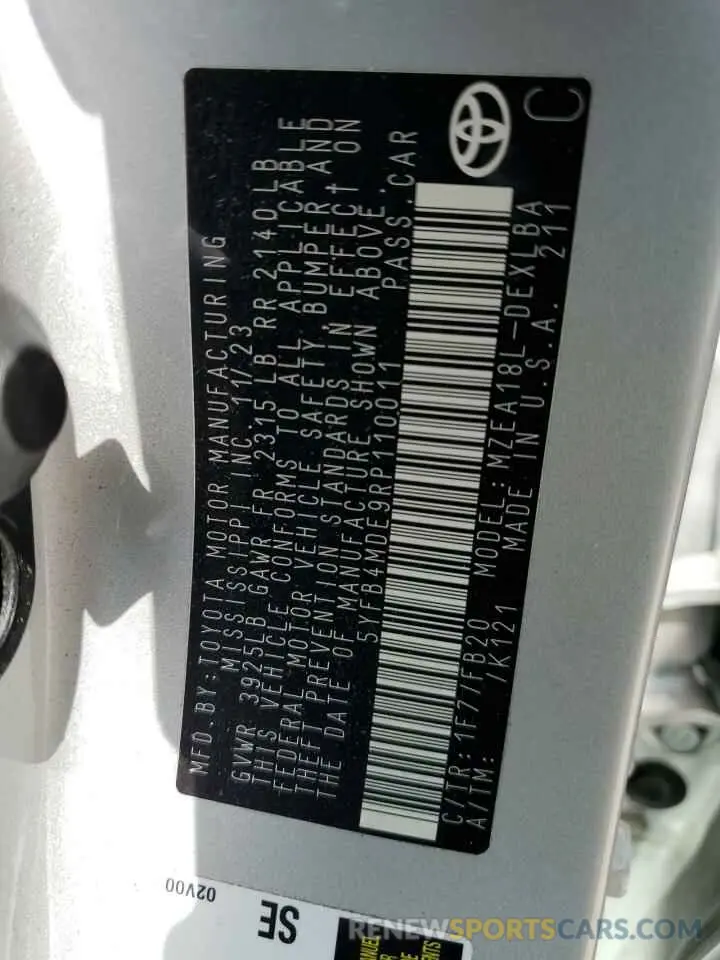 MFD. BY: TOYOTA MOTOR MANUFACTURING
MISSISSIPPI INC 11/23
GVWR 3925LB GAWR FR 2315 LB RR 2140 LB
THIS VEHICLE CONFORMS TO ALL APPLICABLE
FEDERAL MOTOR VEHICLE SAFETY, BUMPER AND
THEFT PREVENTION STANDARDS IN EFFECT ON
THE DATE OF MANUFACTURE SHOWN ABOVE.
5YFB4MDE9RP110011 PASS. CAR
C/TR: 1F7/FB20 MODEL: MZEA18L-DEXLBA
A/TM: /K121 MADE IN U.S.A. 211
C
02V00
SE
RENEWSPORTSCARS.COM